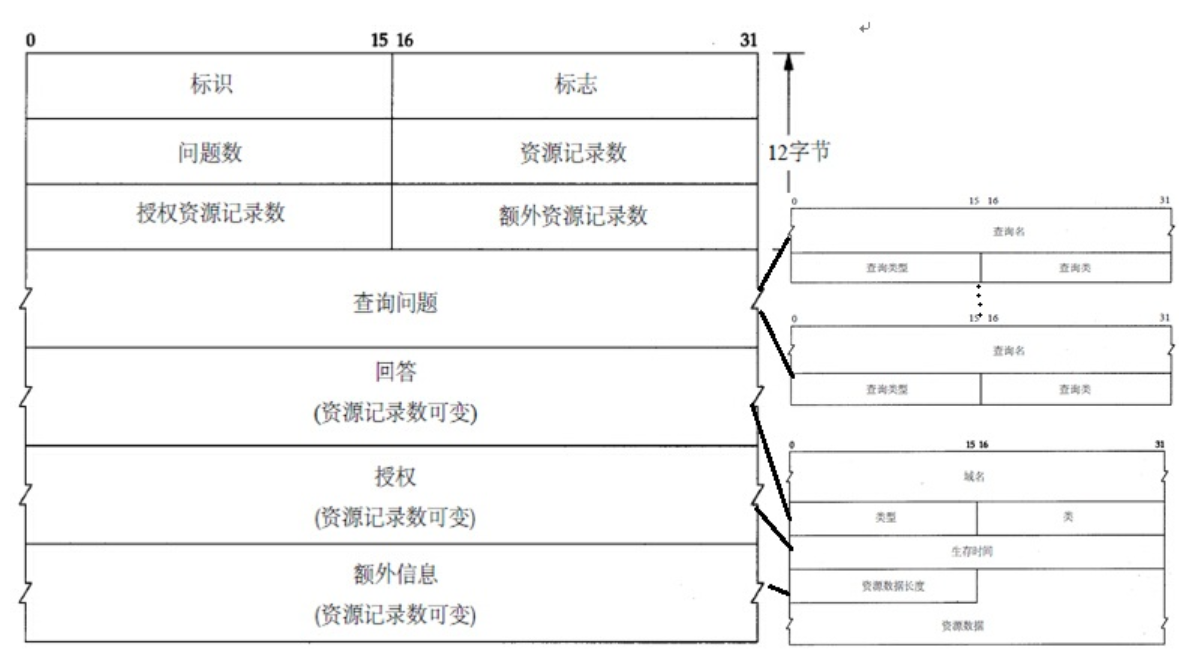 0 15 16 31
标识 标志
问题数 资源记录数
授权资源记录数 额外资源记录数
12字节
查询问题
回答
(资源记录数可变)
授权
(资源记录数可变)
额外信息
(资源记录数可变)
0 15 16 31
查询名
查询类型 查询类
0 15 16 31
查询名
查询类型 查询类
0 15 16 31
域名
类型 类
生存时间
资源数据长度
资源数据